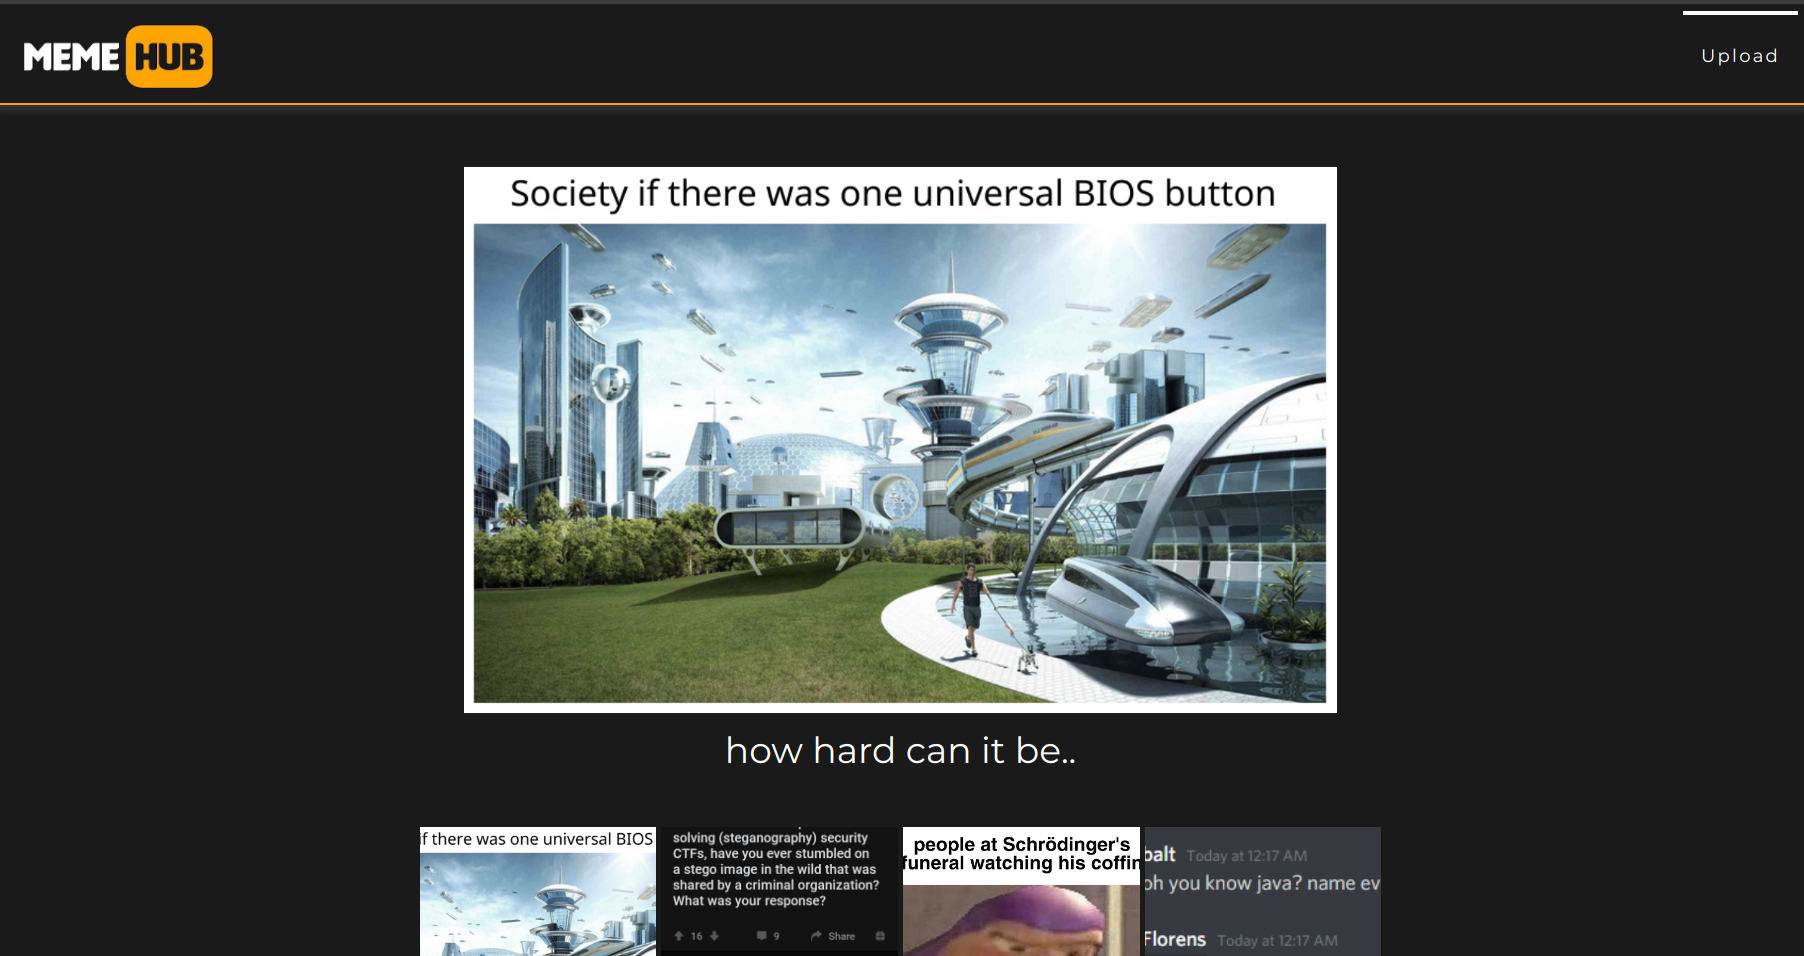 MEME HUB
Upload
Society if there was one universal BIOS button
how hard can it be..
if there was one universal BIOS
solving (steganography) security
CTFs, have you ever stumbled on
a stego image in the wild that was
shared by a criminal organization?
What was your response?
16
9
Share
people at Schrödinger's
funeral watching his coffin
balt Today at 12:17 AM
oh you know java? name ev
Florens Today at 12:17 AM